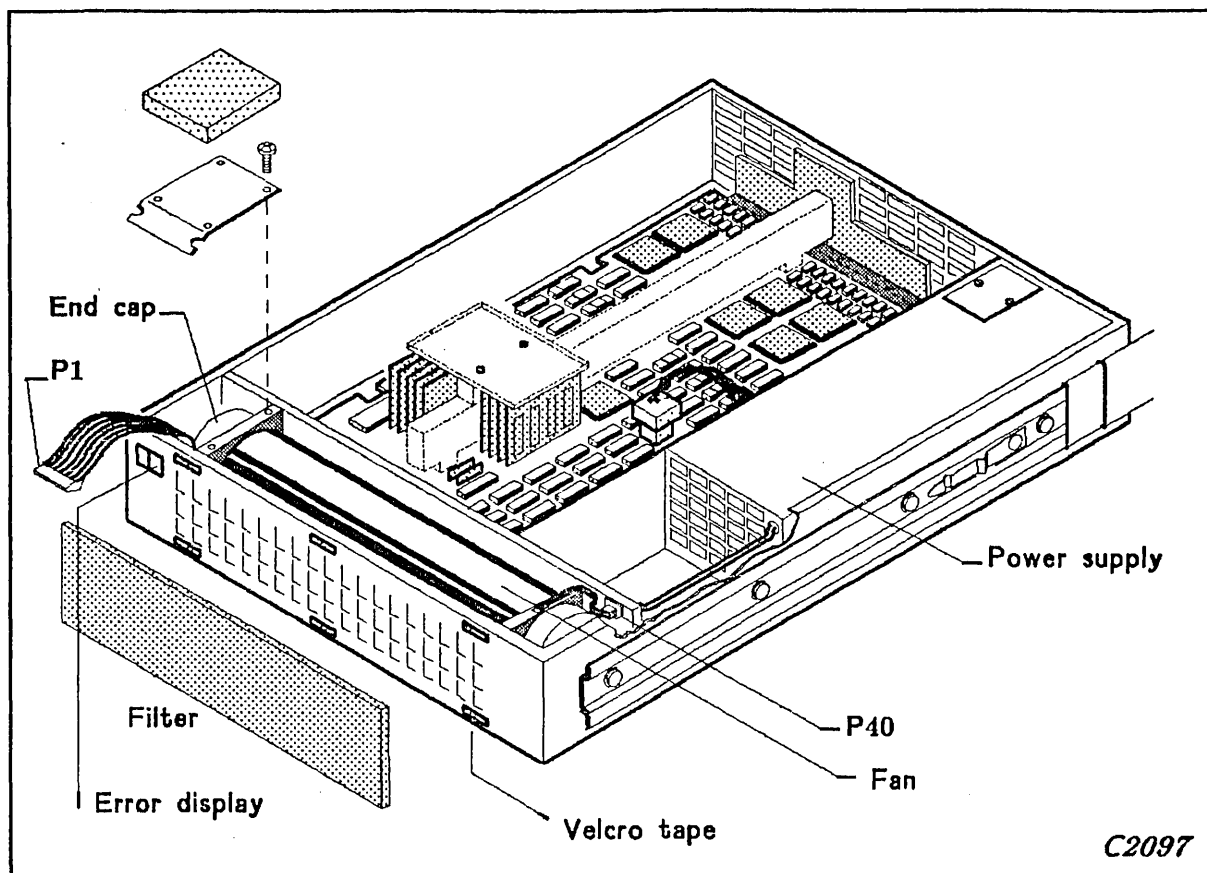 End cap
P1
Power supply
Filter
P40
Fan
Error display
Velcro tape
C2097